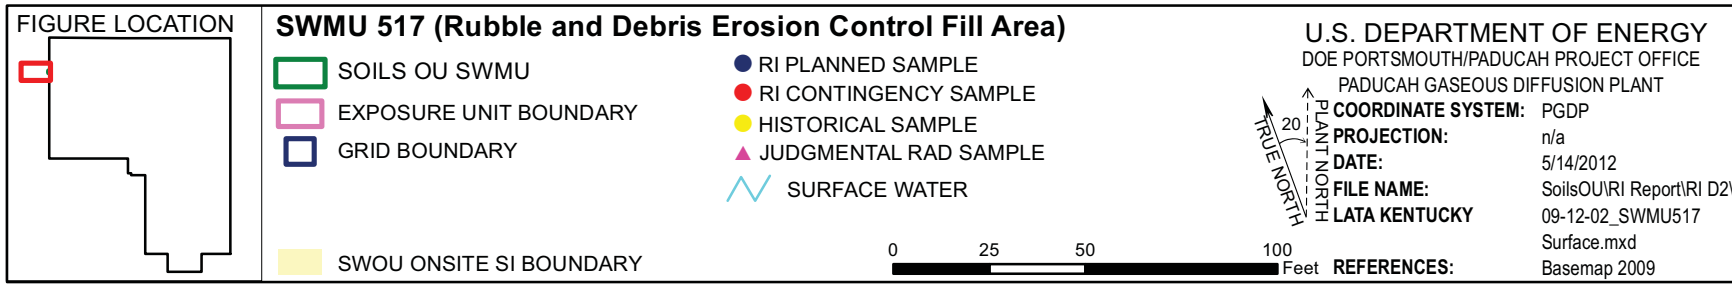 FIGURE LOCATION
SWMU 517 (Rubble and Debris Erosion Control Fill Area)
SOILS OU SWMU
EXPOSURE UNIT BOUNDARY
GRID BOUNDARY
SWOU ONSITE SI BOUNDARY
RI PLANNED SAMPLE
RI CONTINGENCY SAMPLE
HISTORICAL SAMPLE
JUDGMENTAL RAD SAMPLE
SURFACE WATER
0 25 50 100
Feet
TRUE NORTH
20
PLANT NORTH
U.S. DEPARTMENT OF ENERGY
DOE PORTSMOUTH/PADUCAH PROJECT OFFICE
PADUCAH GASEOUS DIFFUSION PLANT
COORDINATE SYSTEM: PGDP
PROJECTION: n/a
DATE: 5/14/2012
FILE NAME: SoilsOU\RI Report\RI D2\
LATA KENTUCKY 09-12-02_SWMU517
Surface.mxd
REFERENCES: Basemap 2009